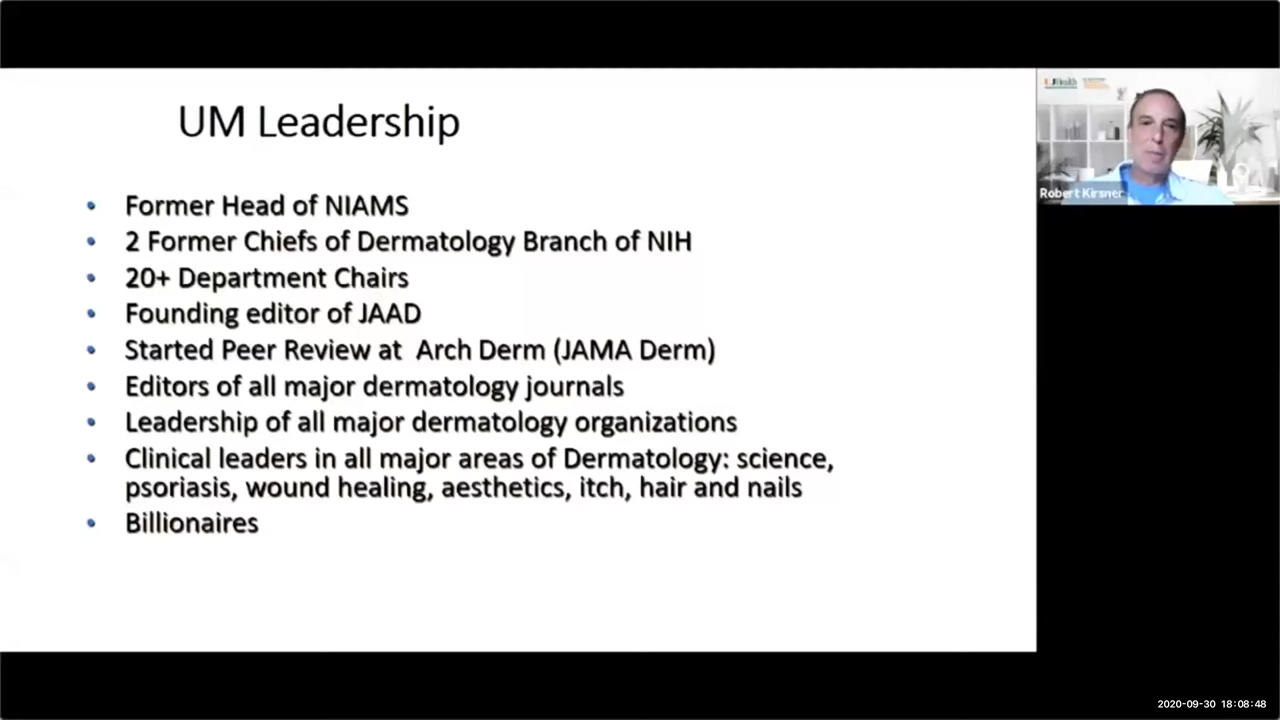 UM Leadership
• Former Head of NIAMS
• 2 Former Chiefs of Dermatology Branch of NIH
• 20+ Department Chairs
• Founding editor of JAAD
• Started Peer Review at Arch Derm (JAMA Derm)
• Editors of all major dermatology journals
• Leadership of all major dermatology organizations
• Clinical leaders in all major areas of Dermatology: science,
psoriasis, wound healing, aesthetics, itch, hair and nails
• Billionaires
UHealth
Robert Kirsner
2020-09-30 18:08:48